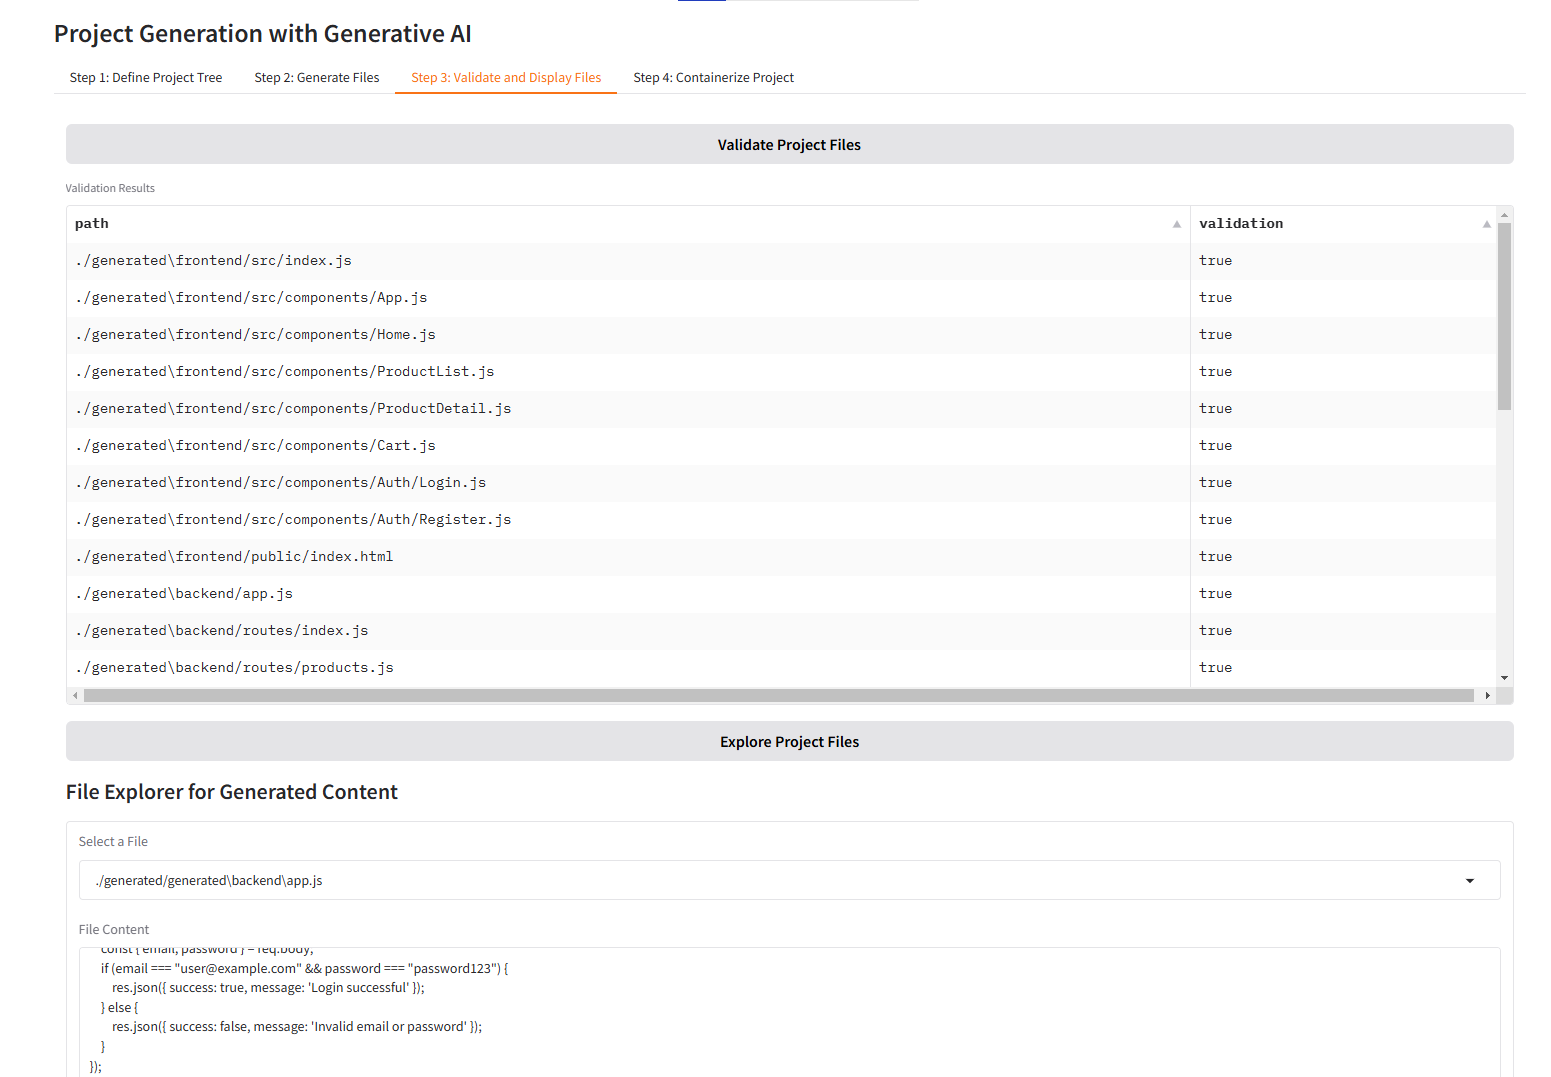 Project Generation with Generative AI
Step 1: Define Project Tree Step 2: Generate Files Step 3: Validate and Display Files Step 4: Containerize Project
Validate Project Files
Validation Results
path validation
./generated\frontend/src/index.js true
./generated\frontend/src/components/App.js true
./generated\frontend/src/components/Home.js true
./generated\frontend/src/components/ProductList.js true
./generated\frontend/src/components/ProductDetail.js true
./generated\frontend/src/components/Cart.js true
./generated\frontend/src/components/Auth/Login.js true
./generated\frontend/src/components/Auth/Register.js true
./generated\frontend/public/index.html true
./generated\backend/app.js true
./generated\backend/routes/index.js true
./generated\backend/routes/products.js true
Explore Project Files
File Explorer for Generated Content
Select a File
./generated/generated\backend\app.js
File Content
const { email, password } = req.body;
if (email === "user@example.com" && password === "password123") {
res.json({ success: true, message: 'Login successful' });
} else {
res.json({ success: false, message: 'Invalid email or password' });
}
});